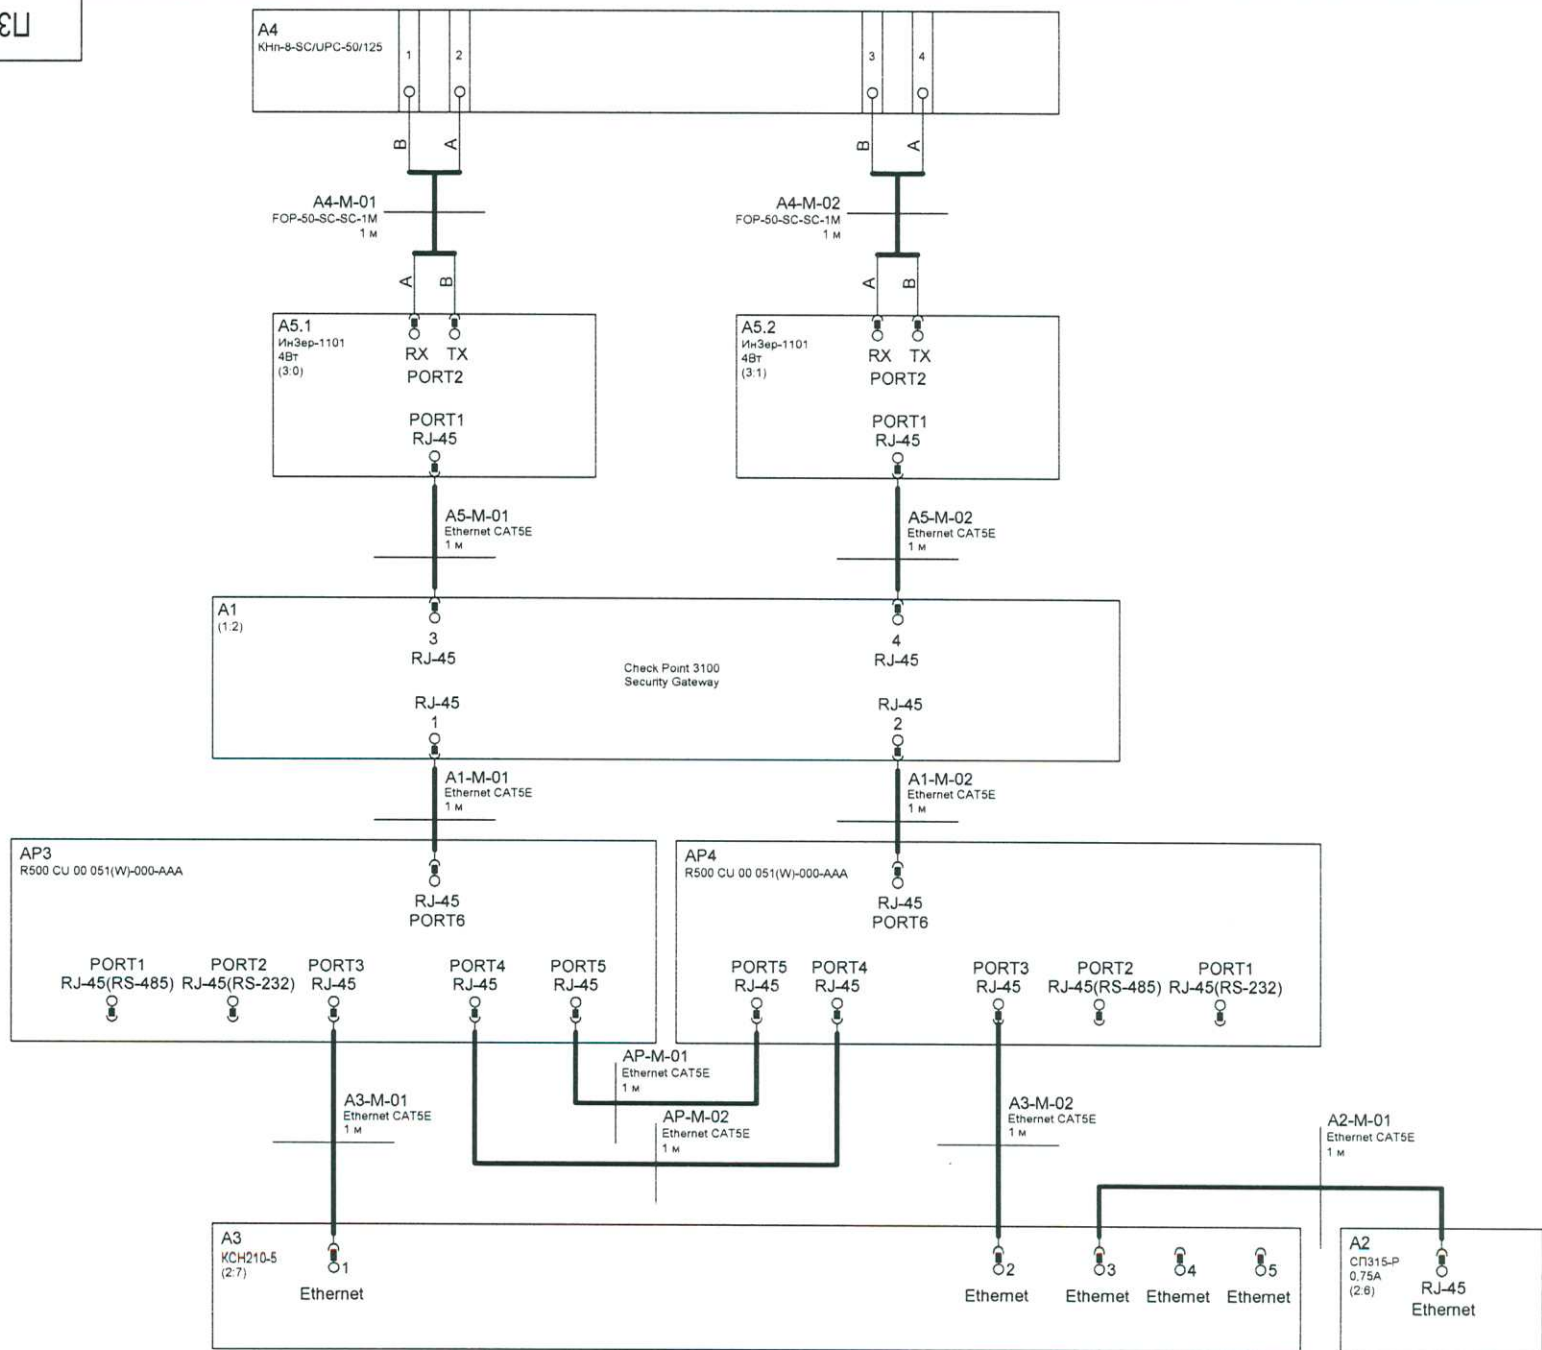 ПЗ
A4
КНп-8-SC/UPC-50/125
1
2
3
4
B
A
B
A
A4-M-01
FOP-50-SC-SC-1M
1 м
A4-M-02
FOP-50-SC-SC-1M
1 м
A
B
A
B
A5.1
ИнЗер-1101
4Вт
(3:0)
RX TX
PORT2
PORT1
RJ-45
A5.2
ИнЗер-1101
4Вт
(3:1)
RX TX
PORT2
PORT1
RJ-45
A5-M-01
Ethernet CAT5E
1 м
A5-M-02
Ethernet CAT5E
1 м
A1
(1:2)
3
RJ-45
4
RJ-45
Check Point 3100
Security Gateway
RJ-45
1
RJ-45
2
A1-M-01
Ethernet CAT5E
1 м
A1-M-02
Ethernet CAT5E
1 м
AP3
R500 CU 00 051(W)-000-AAA
RJ-45
PORT6
PORT1 PORT2 PORT3 PORT4 PORT5
RJ-45(RS-485) RJ-45(RS-232) RJ-45 RJ-45 RJ-45
AP4
R500 CU 00 051(W)-000-AAA
RJ-45
PORT6
PORT5 PORT4 PORT3 PORT2 PORT1
RJ-45 RJ-45 RJ-45 RJ-45(RS-485) RJ-45(RS-232)
AP-M-01
Ethernet CAT5E
1 м
A3-M-01
Ethernet CAT5E
1 м
AP-M-02
Ethernet CAT5E
1 м
A3-M-02
Ethernet CAT5E
1 м
A2-M-01
Ethernet CAT5E
1 м
A3
КСН210-5
(2:7)
1
Ethernet
2
Ethernet
3
Ethernet
4
Ethernet
5
Ethernet
A2
СП315-Р
0,75А
(2:6)
RJ-45
Ethernet